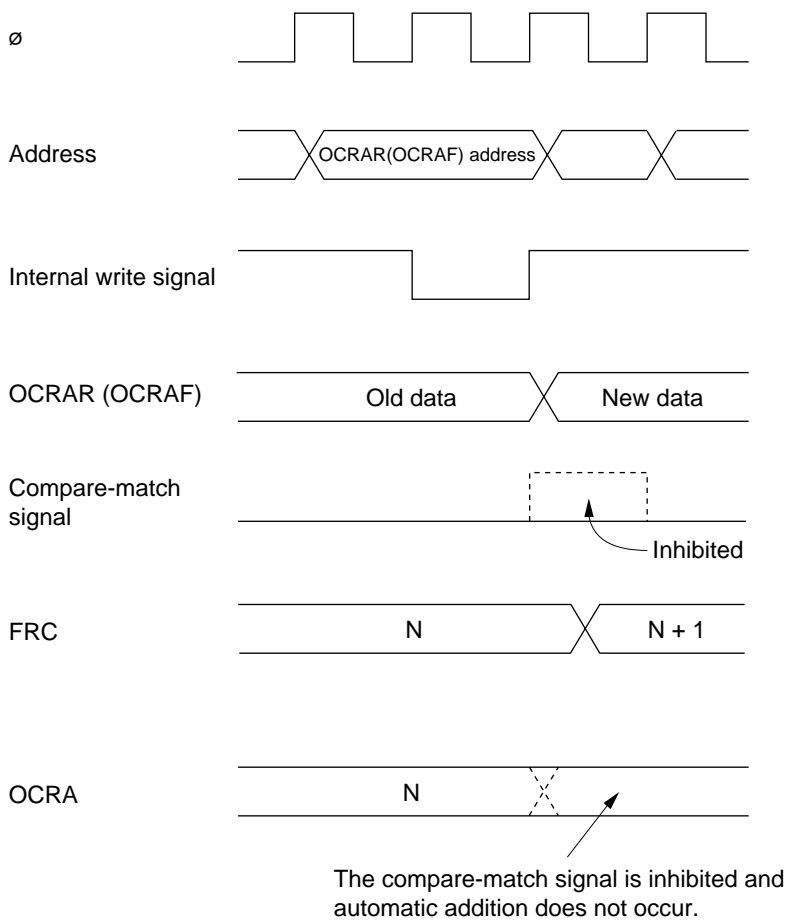 ø
Address
OCRAR(OCRAF) address
Internal write signal
OCRAR (OCRAF)
Old data
New data
Compare-match
signal
Inhibited
FRC
N
N + 1
OCRA
N
The compare-match signal is inhibited and
automatic addition does not occur.